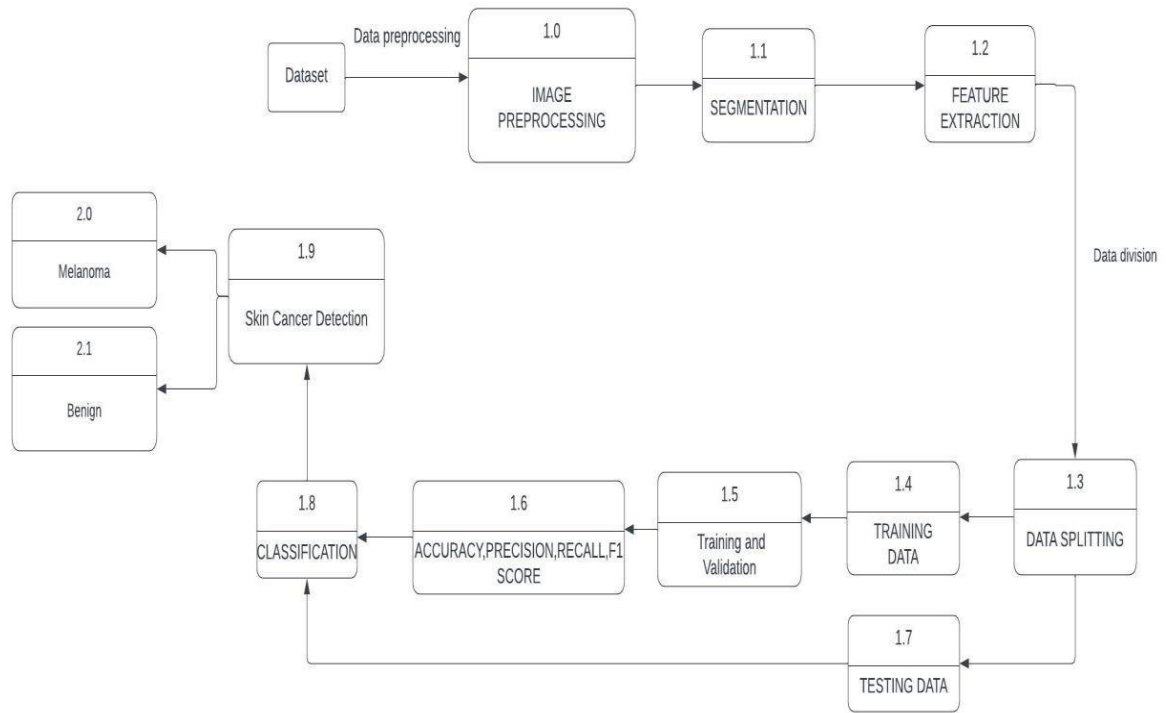 Data preprocessing
Dataset
1.0
IMAGE
PREPROCESSING
1.1
SEGMENTATION
1.2
FEATURE
EXTRACTION
Data division
2.0
Melanoma
2.1
Benign
1.9
Skin Cancer Detection
1.8
CLASSIFICATION
1.6
ACCURACY,PRECISION,RECALL,F1
SCORE
1.5
Training and
Validation
1.4
TRAINING
DATA
1.3
DATA SPLITTING
1.7
TESTING DATA